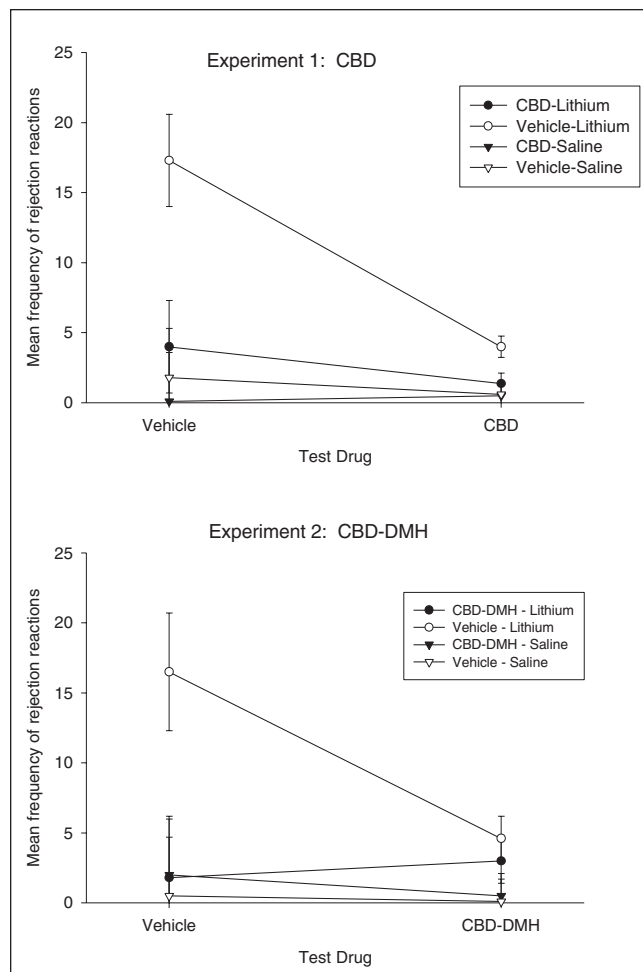 Experiment 1: CBD
Mean frequency of rejection reactions
25
20
15
10
5
0
CBD-Lithium
Vehicle-Lithium
CBD-Saline
Vehicle-Saline
Vehicle
CBD
Test Drug
Experiment 2: CBD-DMH
Mean frequency of rejection reactions
25
20
15
10
5
0
CBD-DMH - Lithium
Vehicle - Lithium
CBD-DMH - Saline
Vehicle - Saline
Vehicle
CBD-DMH
Test Drug